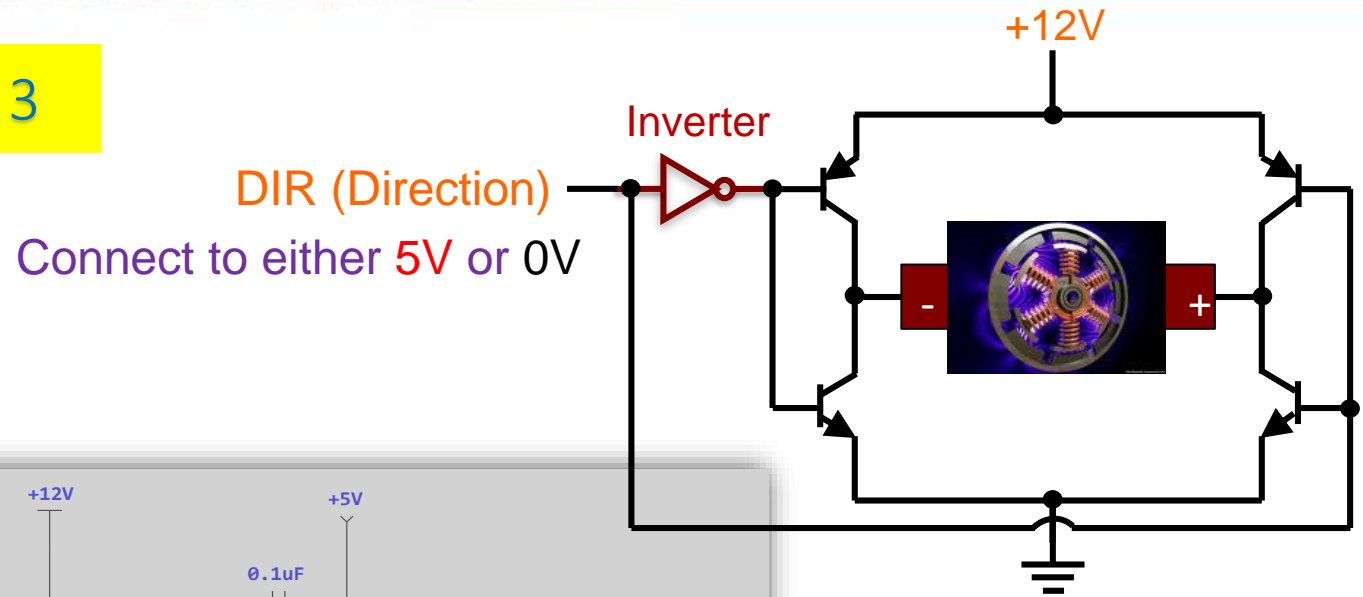 +12V
3
Inverter
DIR (Direction)
Connect to either 5V or 0V
-
+
+12V
+5V
0.1uF